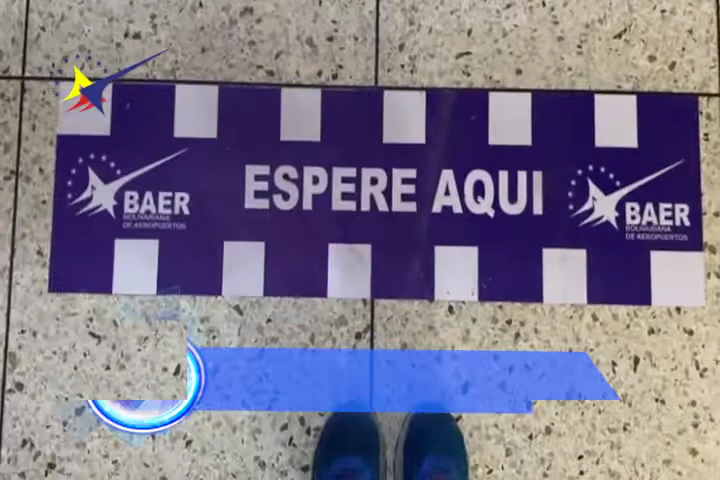 ESPERE AQUI
BAER
BOLIVARIANA
DE AEROPUERTOS
BAER
BOLIVARIANA
DE AEROPUERTOS